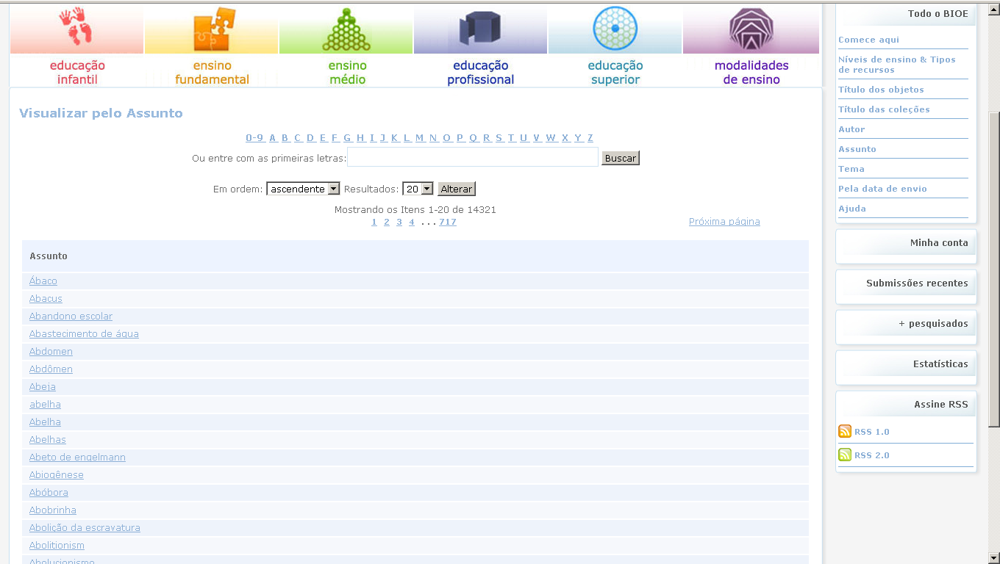 educação infantil
ensino fundamental
ensino médio
educação profissional
educação superior
modalidades de ensino
Visualizar pelo Assunto
0-9 A B C D E F G H I J K L M N O P Q R S T U V W X Y Z
Ou entre com as primeiras letras: Buscar
Em ordem: ascendente Resultados: 20 Alterar
Mostrando os Itens 1-20 de 14321
1 2 3 4 ...717 Próxima página
Assunto
Ábaco
Abacus
Abandono escolar
Abastecimento de água
Abdomen
Abdômen
Abeja
abelha
Abelha
Abelhas
Abeto de engelmann
Abiogênese
Abóbora
Abobrinha
Abolição da escravatura
Abolitionism
Abolucionismo
Todo o BIOE
Comece aqui
Níveis de ensino & Tipos
de recursos
Título dos objetos
Título das coleções
Autor
Assunto
Tema
Pela data de envio
Ajuda
Minha conta
Submissões recentes
+ pesquisados
Estatísticas
Assine RSS
RSS 1.0
RSS 2.0